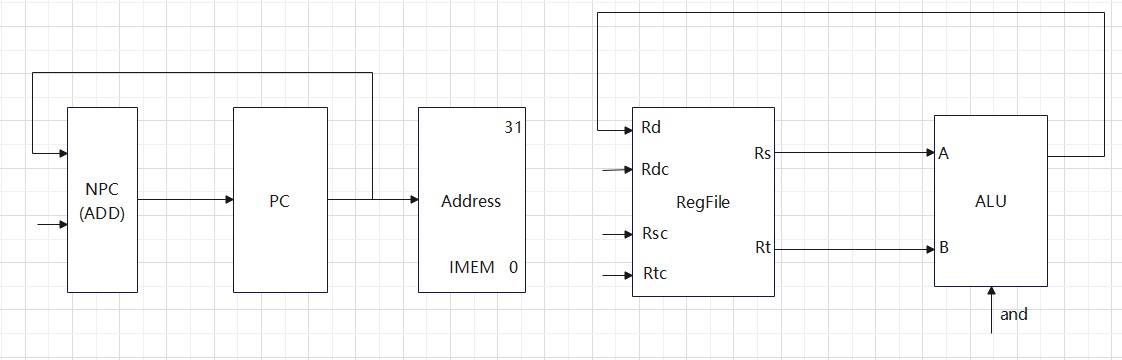 NPC
(ADD)
PC
31
Address
IMEM 0
Rd
Rdc
Rsc
Rtc
RegFile
Rs
Rt
A
B
ALU
and